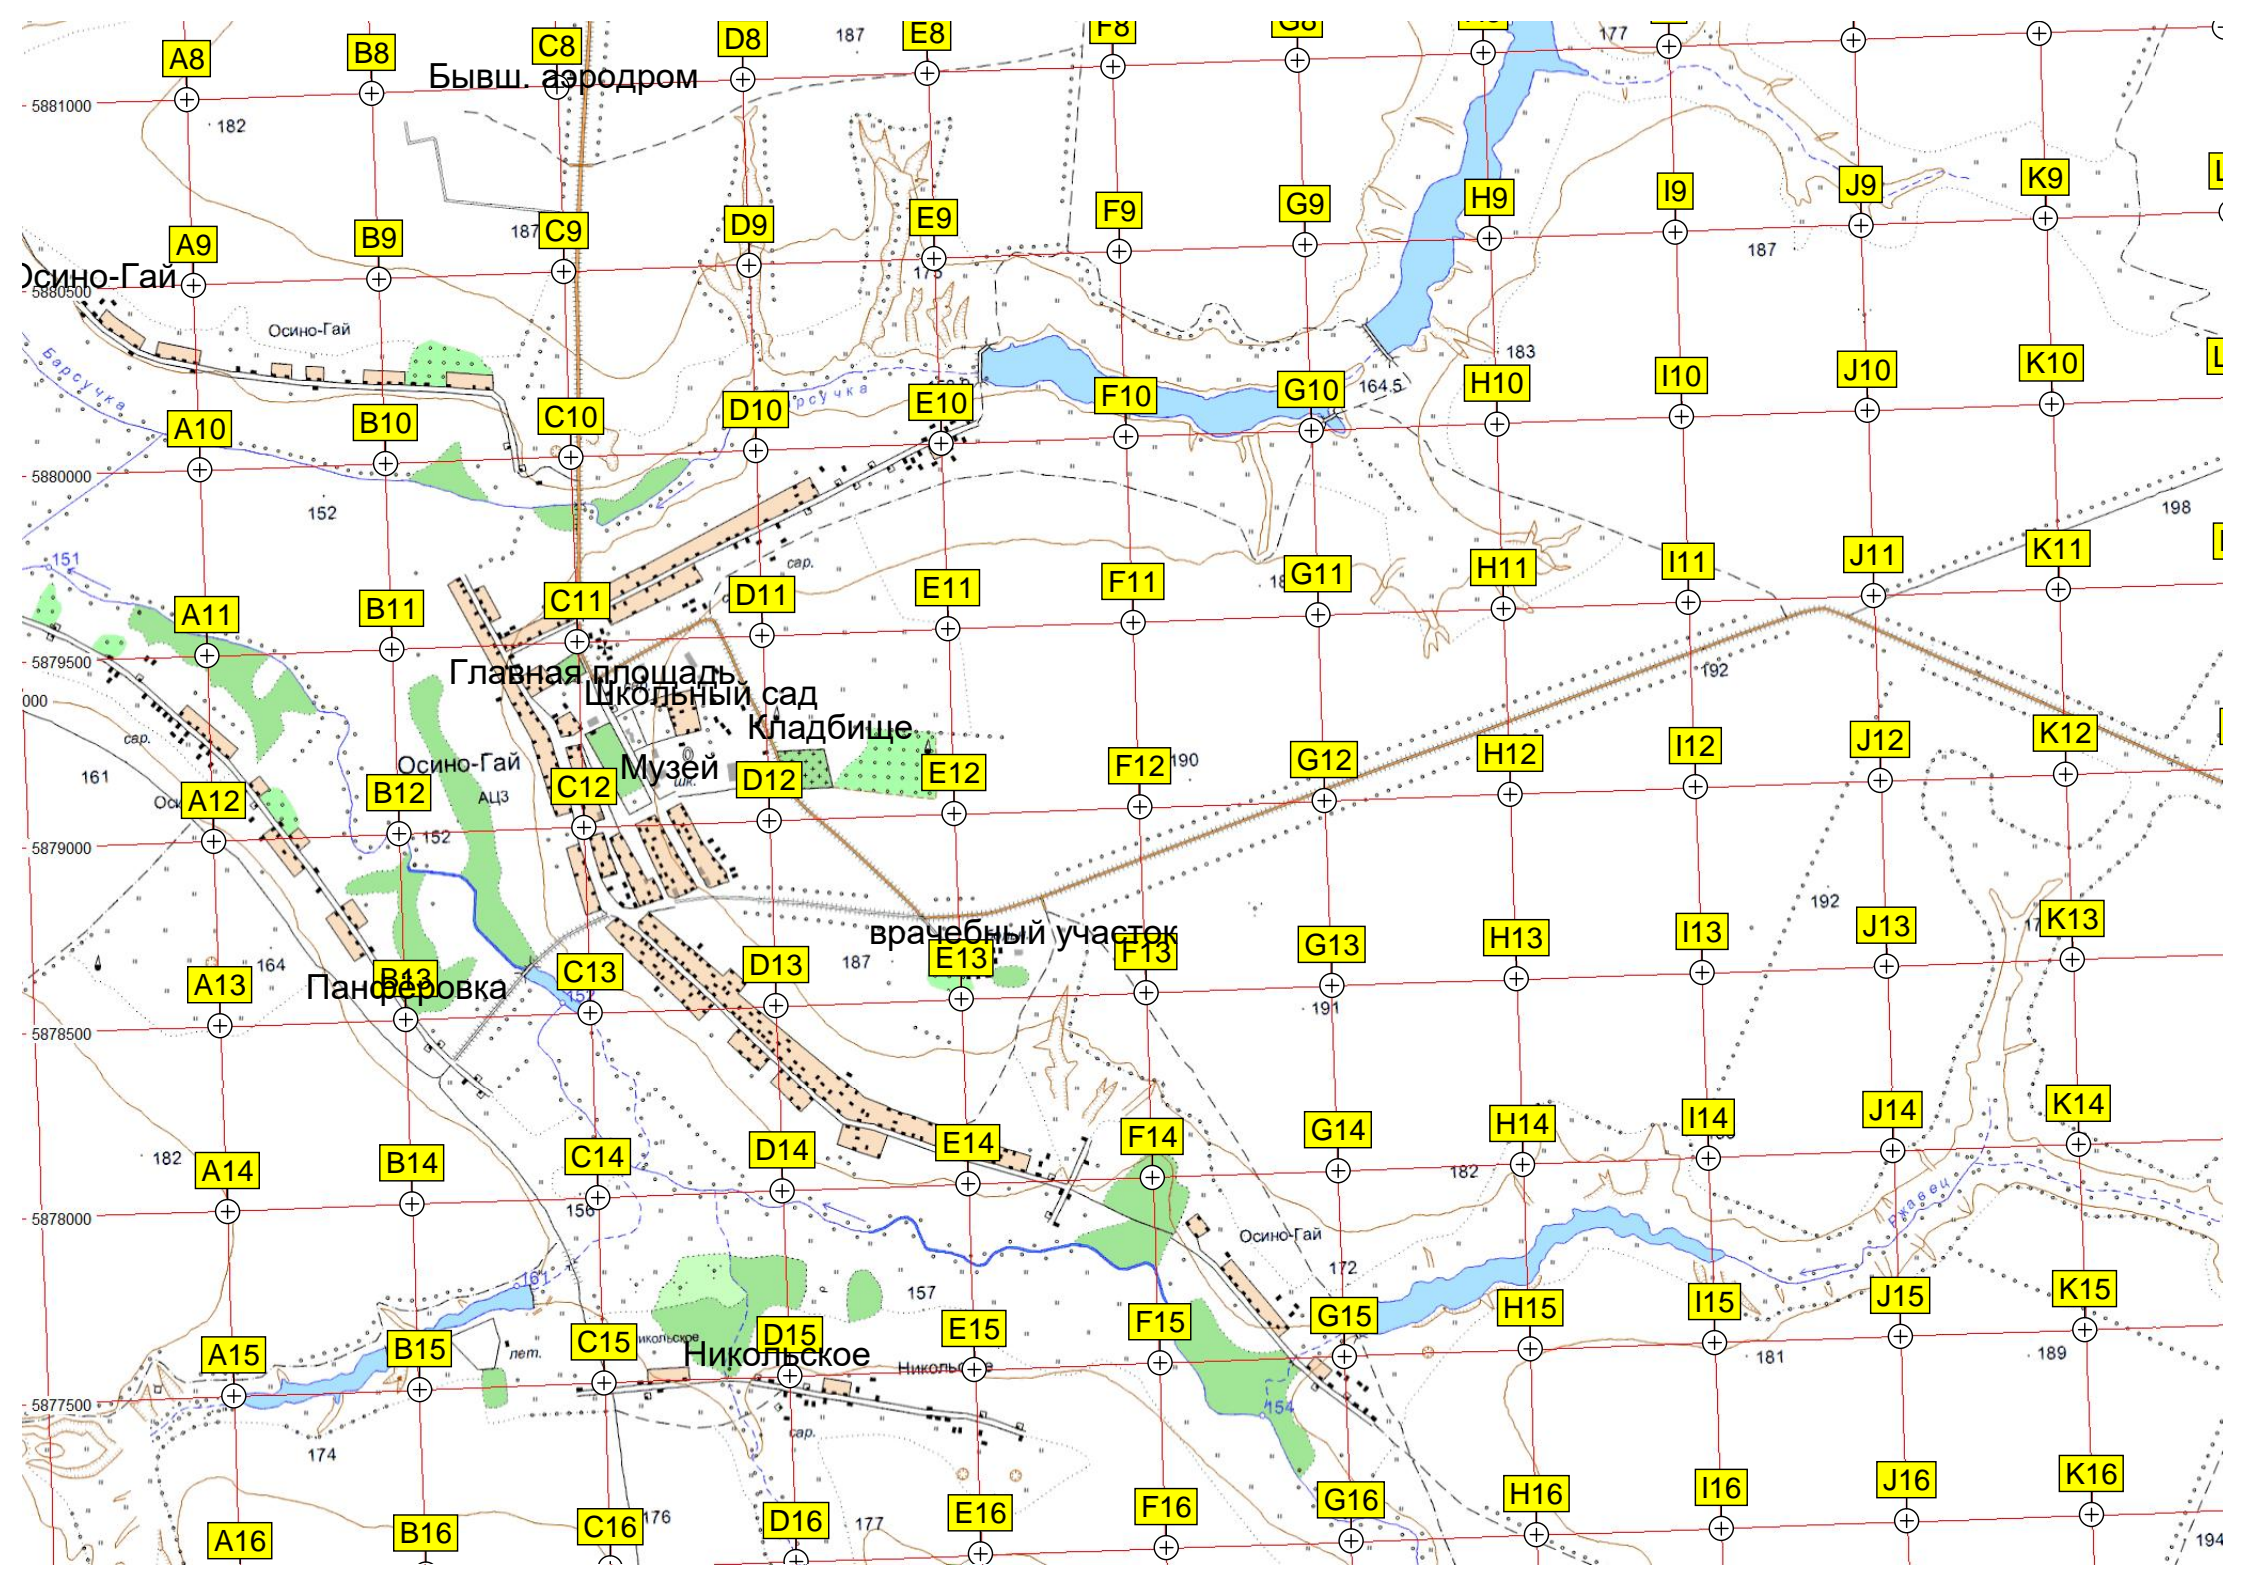 A8
B8
C8
D8
187
E8
F8
G8
177
Бывш. аэродром
5881000
182
A9
B9
187
C9
D9
E9
F9
G9
H9
I9
J9
K9
187
Осино-Гай
5880500
Осино-Гай
Барсучка
183
164.5
A10
B10
C10
D10
E10
F10
G10
H10
I10
J10
K10
5880000
152
198
151
сар.
A11
B11
C11
D11
E11
F11
G11
H11
I11
J11
K11
5879500
Главная площадь
Школьный сад
192
Кладбище
сар.
161
Осино-Гай
Музей
шк.
АЦЗ
190
A12
B12
C12
D12
E12
F12
G12
H12
I12
J12
K12
152
5879000
192
врачебный участок
187
164
Панферовка
A13
B13
C13
D13
E13
F13
G13
H13
I13
J13
K13
191
5878500
182
182
A14
B14
C14
D14
E14
F14
G14
H14
I14
J14
K14
156
5878000
Ржавец
Осино-Гай
172
161
157
лет.
Никольское
Никольское
A15
B15
C15
D15
E15
F15
G15
H15
I15
J15
K15
181
189
5877500
154
сар.
174
176
177
194
A16
B16
C16
D16
E16
F16
G16
H16
I16
J16
K16